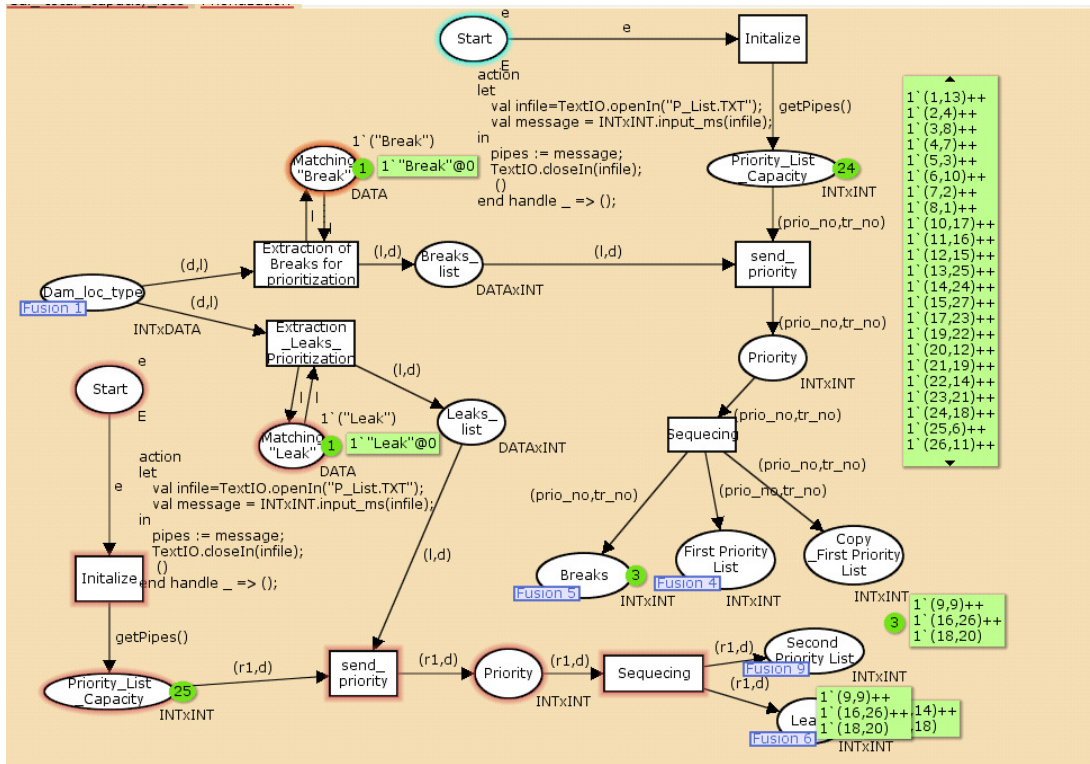 e
Start
E
e
Initalize
action
let
val infile=TextIO.openIn("P_List.TXT");
val message = INTxINT.input_ms(infile);
in
pipes := message;
TextIO.closeIn(infile);
()
end handle _ => ();
getPipes()
Priority_List
_Capacity
24
INTxINT
1`(1,13)++
1`(2,4)++
1`(3,8)++
1`(4,7)++
1`(5,3)++
1`(6,10)++
1`(7,2)++
1`(8,1)++
1`(10,17)++
1`(11,16)++
1`(12,15)++
1`(13,25)++
1`(14,24)++
1`(15,27)++
1`(17,23)++
1`(19,22)++
1`(20,12)++
1`(21,19)++
1`(22,14)++
1`(23,21)++
1`(24,18)++
1`(25,6)++
1`(26,11)++
1`("Break")
Matching
"Break"
1
1`"Break"@0
DATA
l
l
(prio_no,tr_no)
Extraction of
Breaks for
prioritization
(l,d)
Breaks_
list
DATAxINT
(l,d)
send_
priority
(d,l)
Dam_loc_type
Fusion 1
INTxDATA
(d,l)
Extraction
_Leaks_
Prioritization
(prio_no,tr_no)
Priority
INTxINT
e
Start
E
l
l
1`("Leak")
Matching
"Leak"
1
1`"Leak"@0
DATA
(l,d)
Leaks_
list
DATAxINT
(prio_no,tr_no)
Sequecing
(prio_no,tr_no)
(prio_no,tr_no)
(prio_no,tr_no)
e
action
let
val infile=TextIO.openIn("P_List.TXT");
val message = INTxINT.input_ms(infile);
in
pipes := message;
TextIO.closeIn(infile);
()
end handle _ => ();
Initalize
(l,d)
Breaks
3
Fusion 5
INTxINT
First Priority
List
Fusion 4
INTxINT
Copy
_First Priority
List
INTxINT
3
1`(9,9)++
1`(16,26)++
1`(18,20)
getPipes()
Priority_List
_Capacity
25
INTxINT
(r1,d)
send_
priority
(r1,d)
Priority
INTxINT
(r1,d)
Sequecing
(r1,d)
Second
Priority List
Fusion 9
INTxINT
(r1,d)
Lea
Fusion 6
INTxINT
1`(9,9)++
1`(16,26)++,14)++
1`(18,20) ,18)